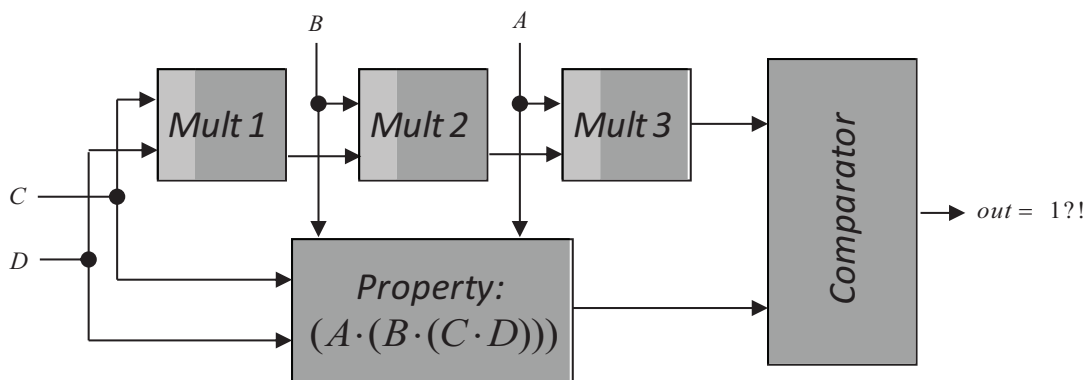 B
A
Mult 1
Mult 2
Mult 3
Comparator
C
out = 1?!
D
Property:
(A·(B·(C·D)))